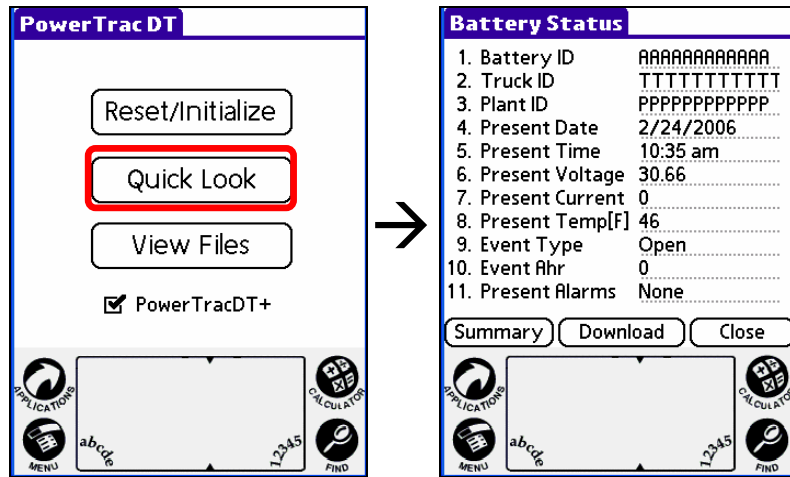 PowerTrac DT
Reset/Initialize
Quick Look
View Files
PowerTracDT+
APPLICATIONS
CALCULATOR
MENU
abcde
12345
FIND
Battery Status
1. Battery ID AAAAAAAAAAAA
2. Truck ID TTTTTTTTTTTT
3. Plant ID PPPPPPPPPPPP
4. Present Date 2/24/2006
5. Present Time 10:35 am
6. Present Voltage 30.66
7. Present Current 0
8. Present Temp[F] 46
9. Event Type Open
10. Event Ahr 0
11. Present Alarms None
Summary Download Close
APPLICATIONS
CALCULATOR
MENU
abcde
12345
FIND